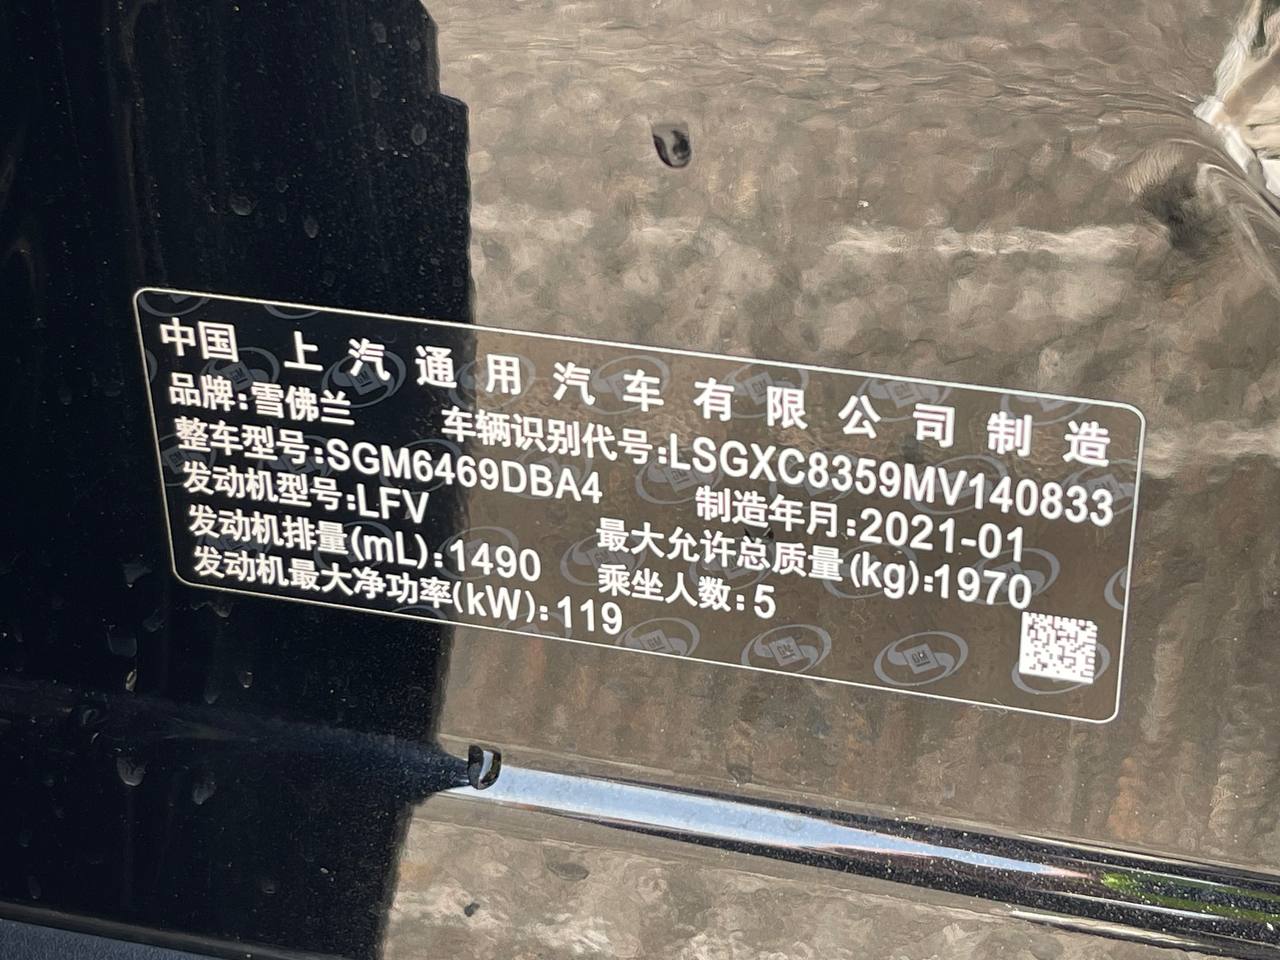 中国 上汽通用汽车有限公司制造
品牌:雪佛兰 车辆识别代号:LSGXC8359MV140833
整车型号:SGM6469DBA4 制造年月:2021-01
发动机型号:LFV 最大允许总质量(kg):1970
发动机排量(mL):1490 乘坐人数:5
发动机最大净功率(kW):119